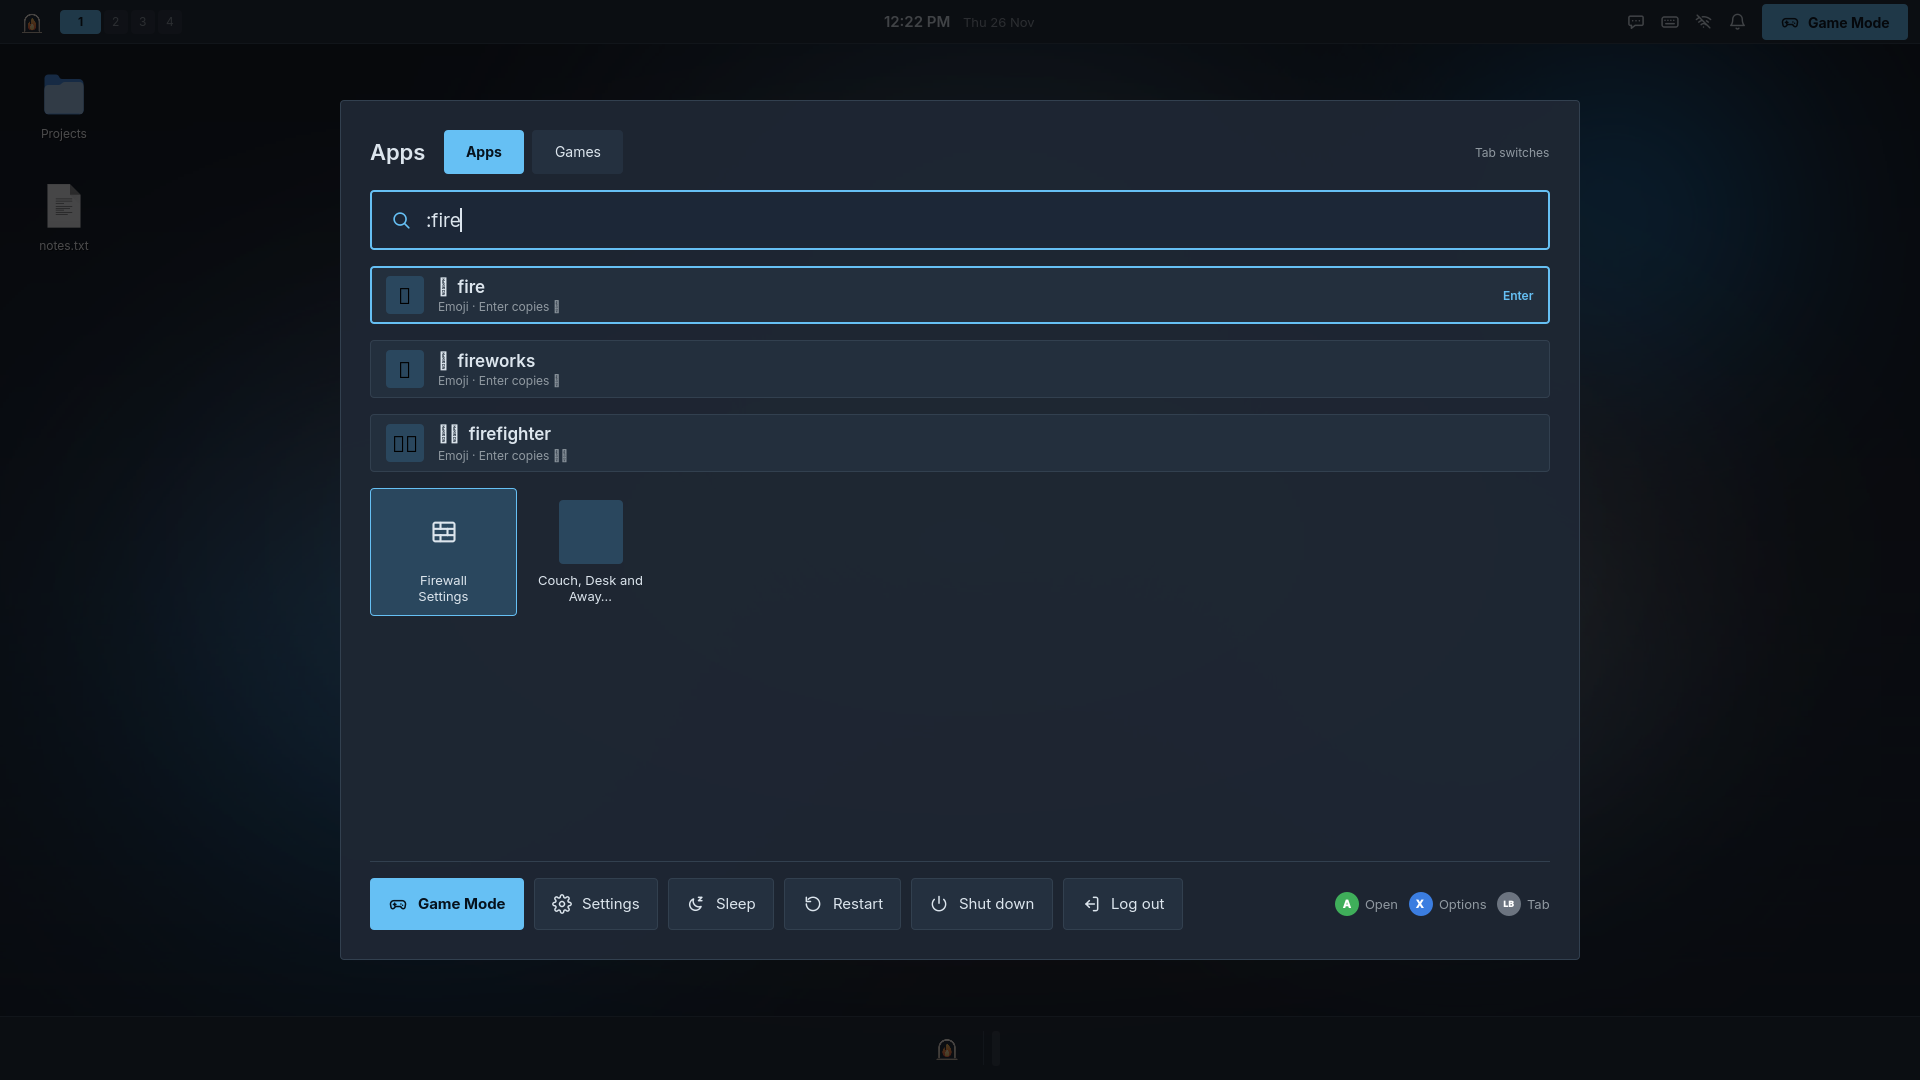 1 2 3 4
12:22 PM Thu 26 Nov
Game Mode
Projects
notes.txt
Apps Apps Games Tab switches
:fire
fire
Emoji · Enter copies
Enter
fireworks
Emoji · Enter copies
firefighter
Emoji · Enter copies
Firewall
Settings
Couch, Desk and
Away...
Game Mode Settings Sleep Restart Shut down Log out
A Open X Options LB Tab